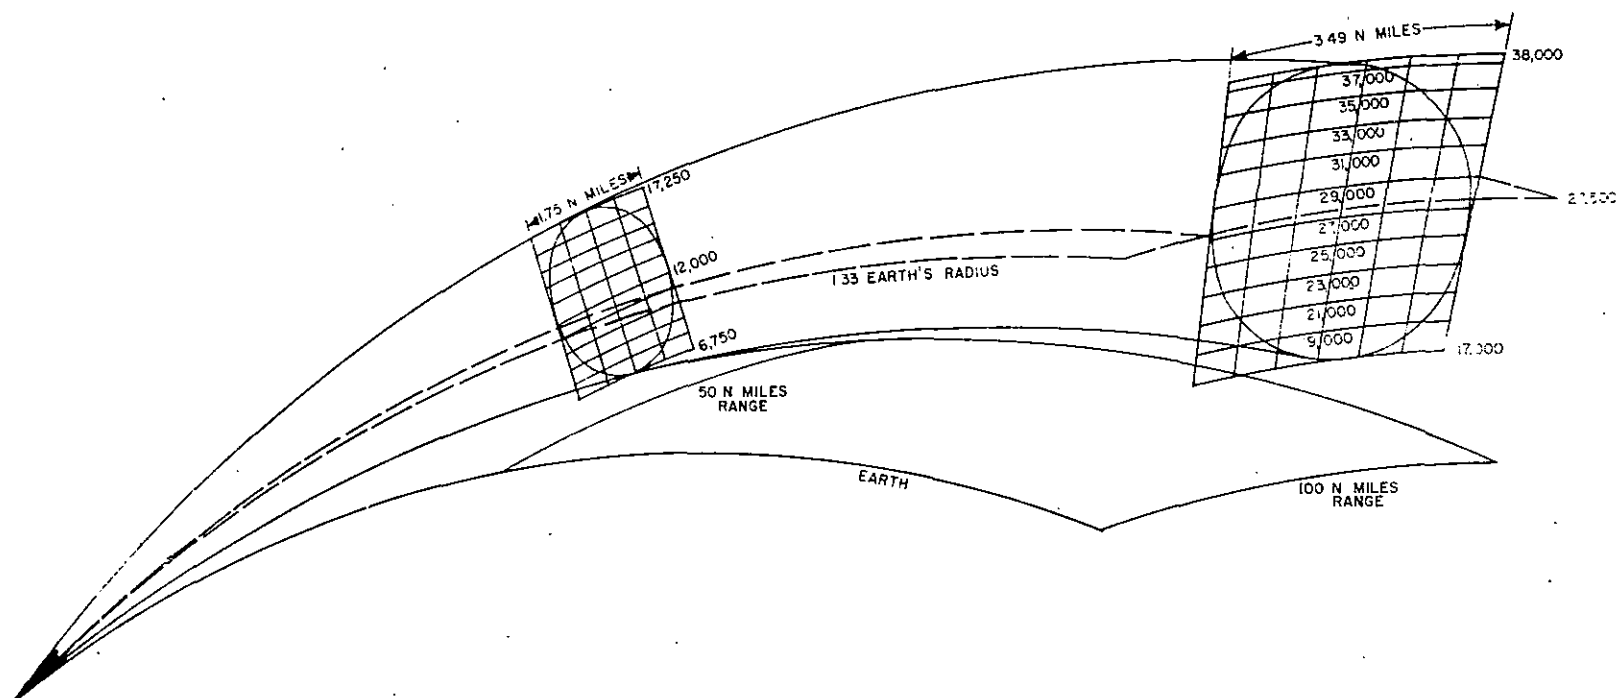 3.49 N MILES
38,000
37,000
35,000
33,000
31,000
29,000
27,000
25,000
23,000
21,000
9,000
1.75 N MILES
17,250
12,000
6,750
1.33 EARTH'S RADIUS
50 N MILES
RANGE
EARTH
100 N MILES
RANGE